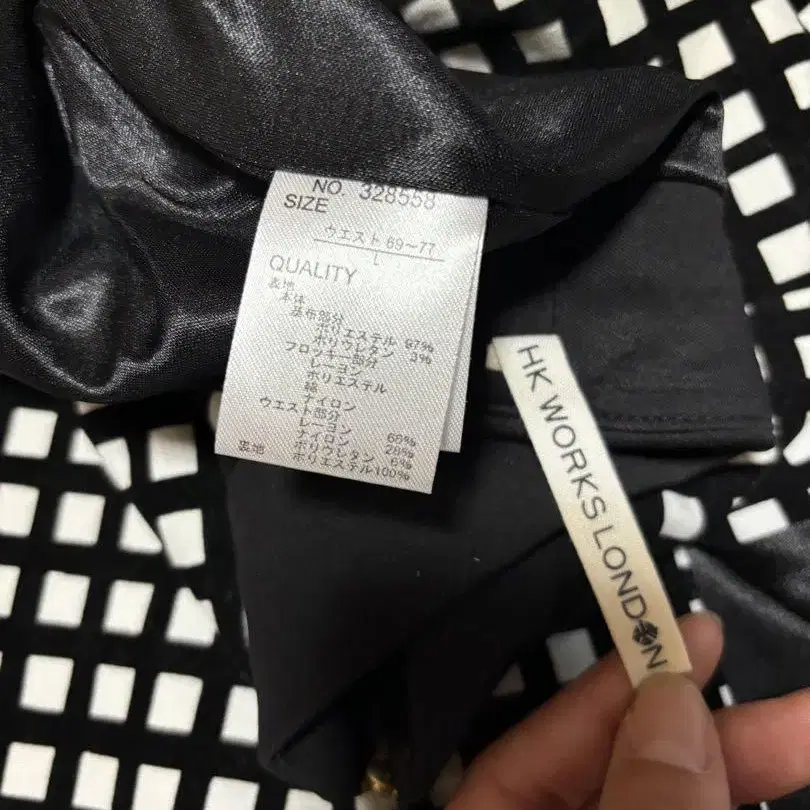 NO. 328558
SIZE
ウエスト 69~77
L
QUALITY
表地
本体
基布部分
ポリエステル 97%
ポリウレタン 3%
フロッキー部分
レーヨン
ポリエステル
綿
ナイロン
ウエスト部分
レーヨン 66%
ナイロン 28%
ポリウレタン 6%
裏地 ポリエステル100%
HK WORKS LONDON